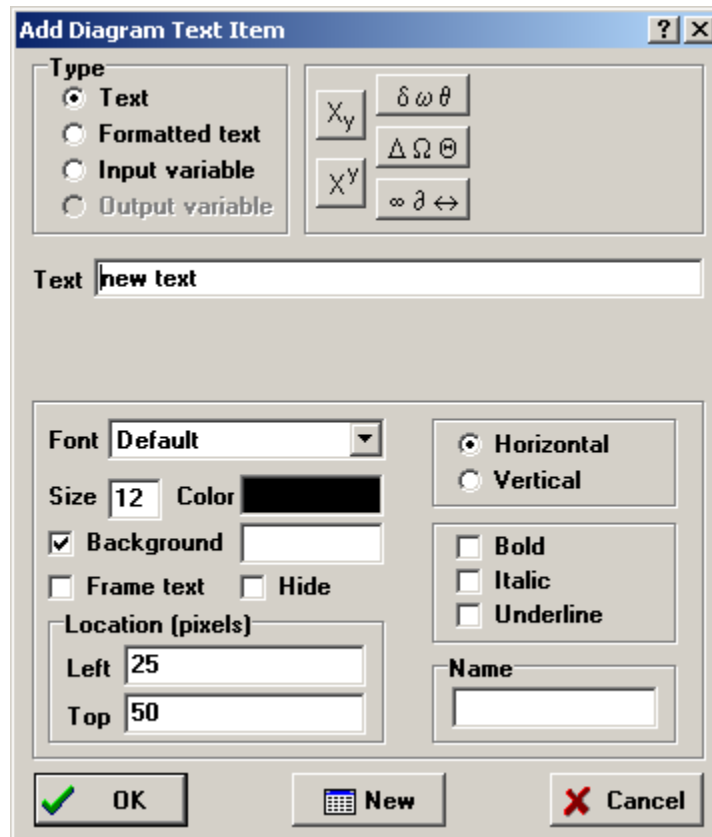 Add Diagram Text Item
?
Type
Text
Formatted text
Input variable
Output variable
Xy
Xy
δ ω θ
Δ Ω Θ
∞ ∂ ↔
Text new text
Font Default
Size 12 Color
Background
Frame text Hide
Location (pixels)
Left 25
Top 50
Horizontal
Vertical
Bold
Italic
Underline
Name
OK New Cancel